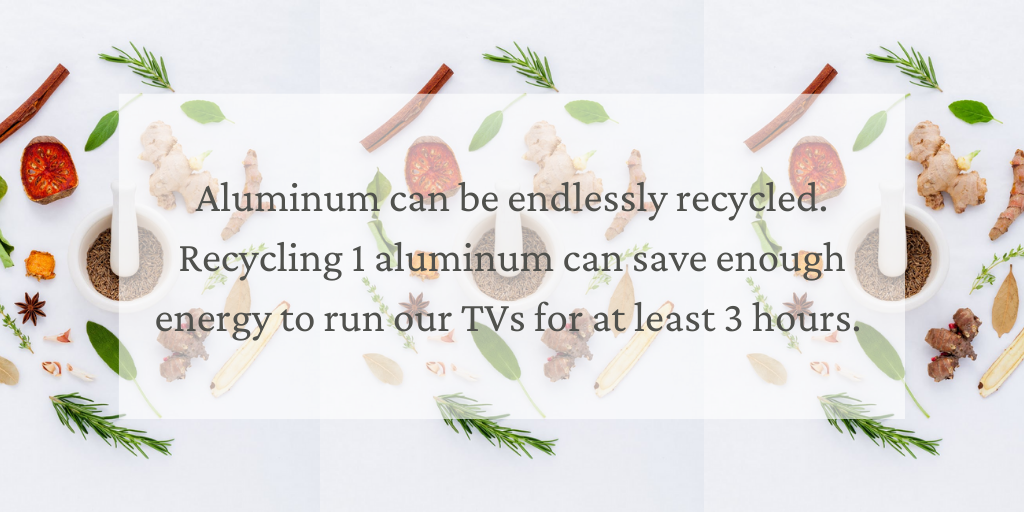 Aluminum can be endlessly recycled.
Recycling 1 aluminum can save enough
energy to run our TVs for at least 3 hours.